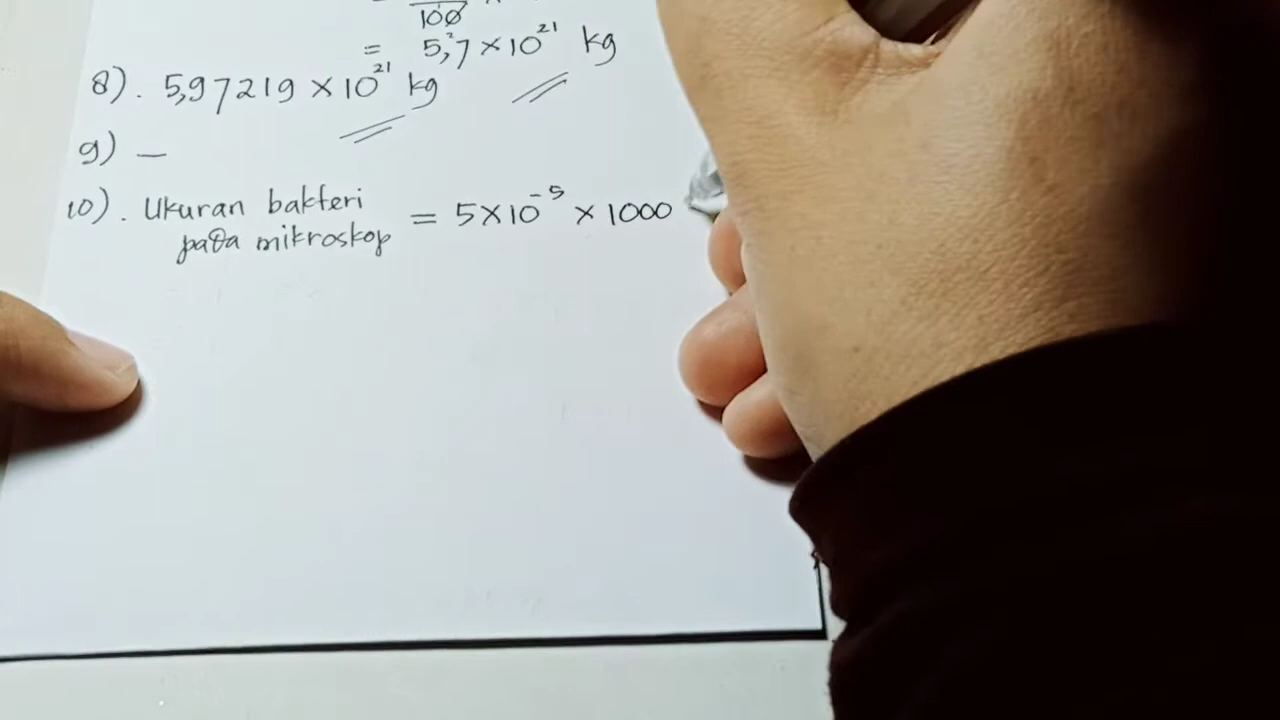 100
= 5,7 × 10²¹ kg
8). 5,97219 × 10²¹ kg
9) —
10). Ukuran bakteri
pada mikroskop = 5×10⁻⁵ × 1000